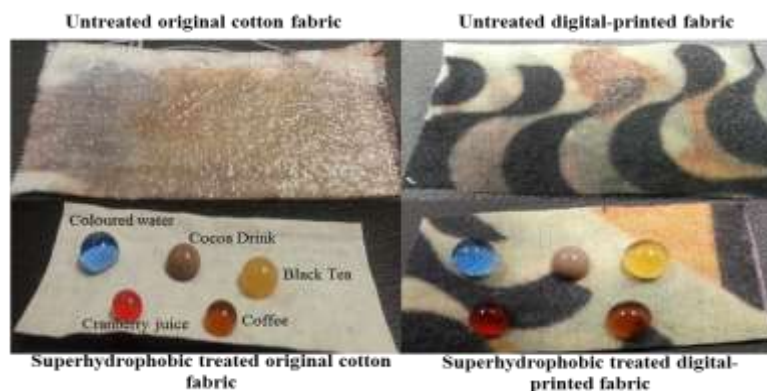 Untreated original cotton fabric
Untreated digital-printed fabric
Coloured water
Cocoa Drink
Black Tea
Cranberry juice
Coffee
Superhydrophobic treated original cotton
fabric
Superhydrophobic treated digital-
printed fabric